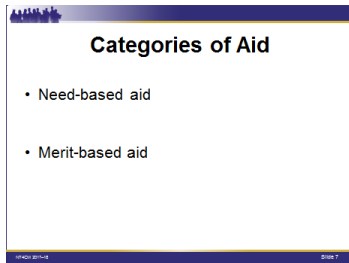 Categories of Aid
• Need-based aid
• Merit-based aid
Slide 7